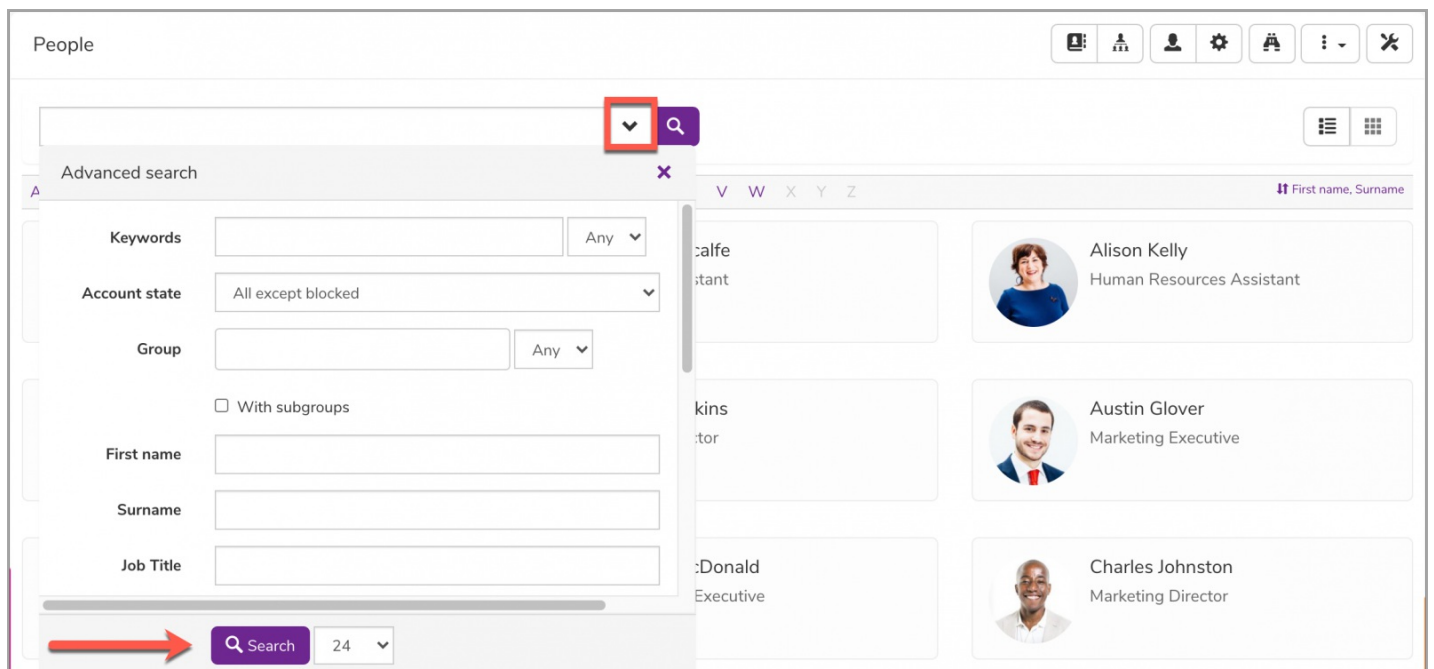 People
Advanced search
A V W X Y Z First name, Surname
Keywords Any
Account state All except blocked
Group Any
With subgroups
First name
Surname
Job Title
Search 24
calfe
stant
Alison Kelly
Human Resources Assistant
kins
tor
Austin Glover
Marketing Executive
Donald
Executive
Charles Johnston
Marketing Director